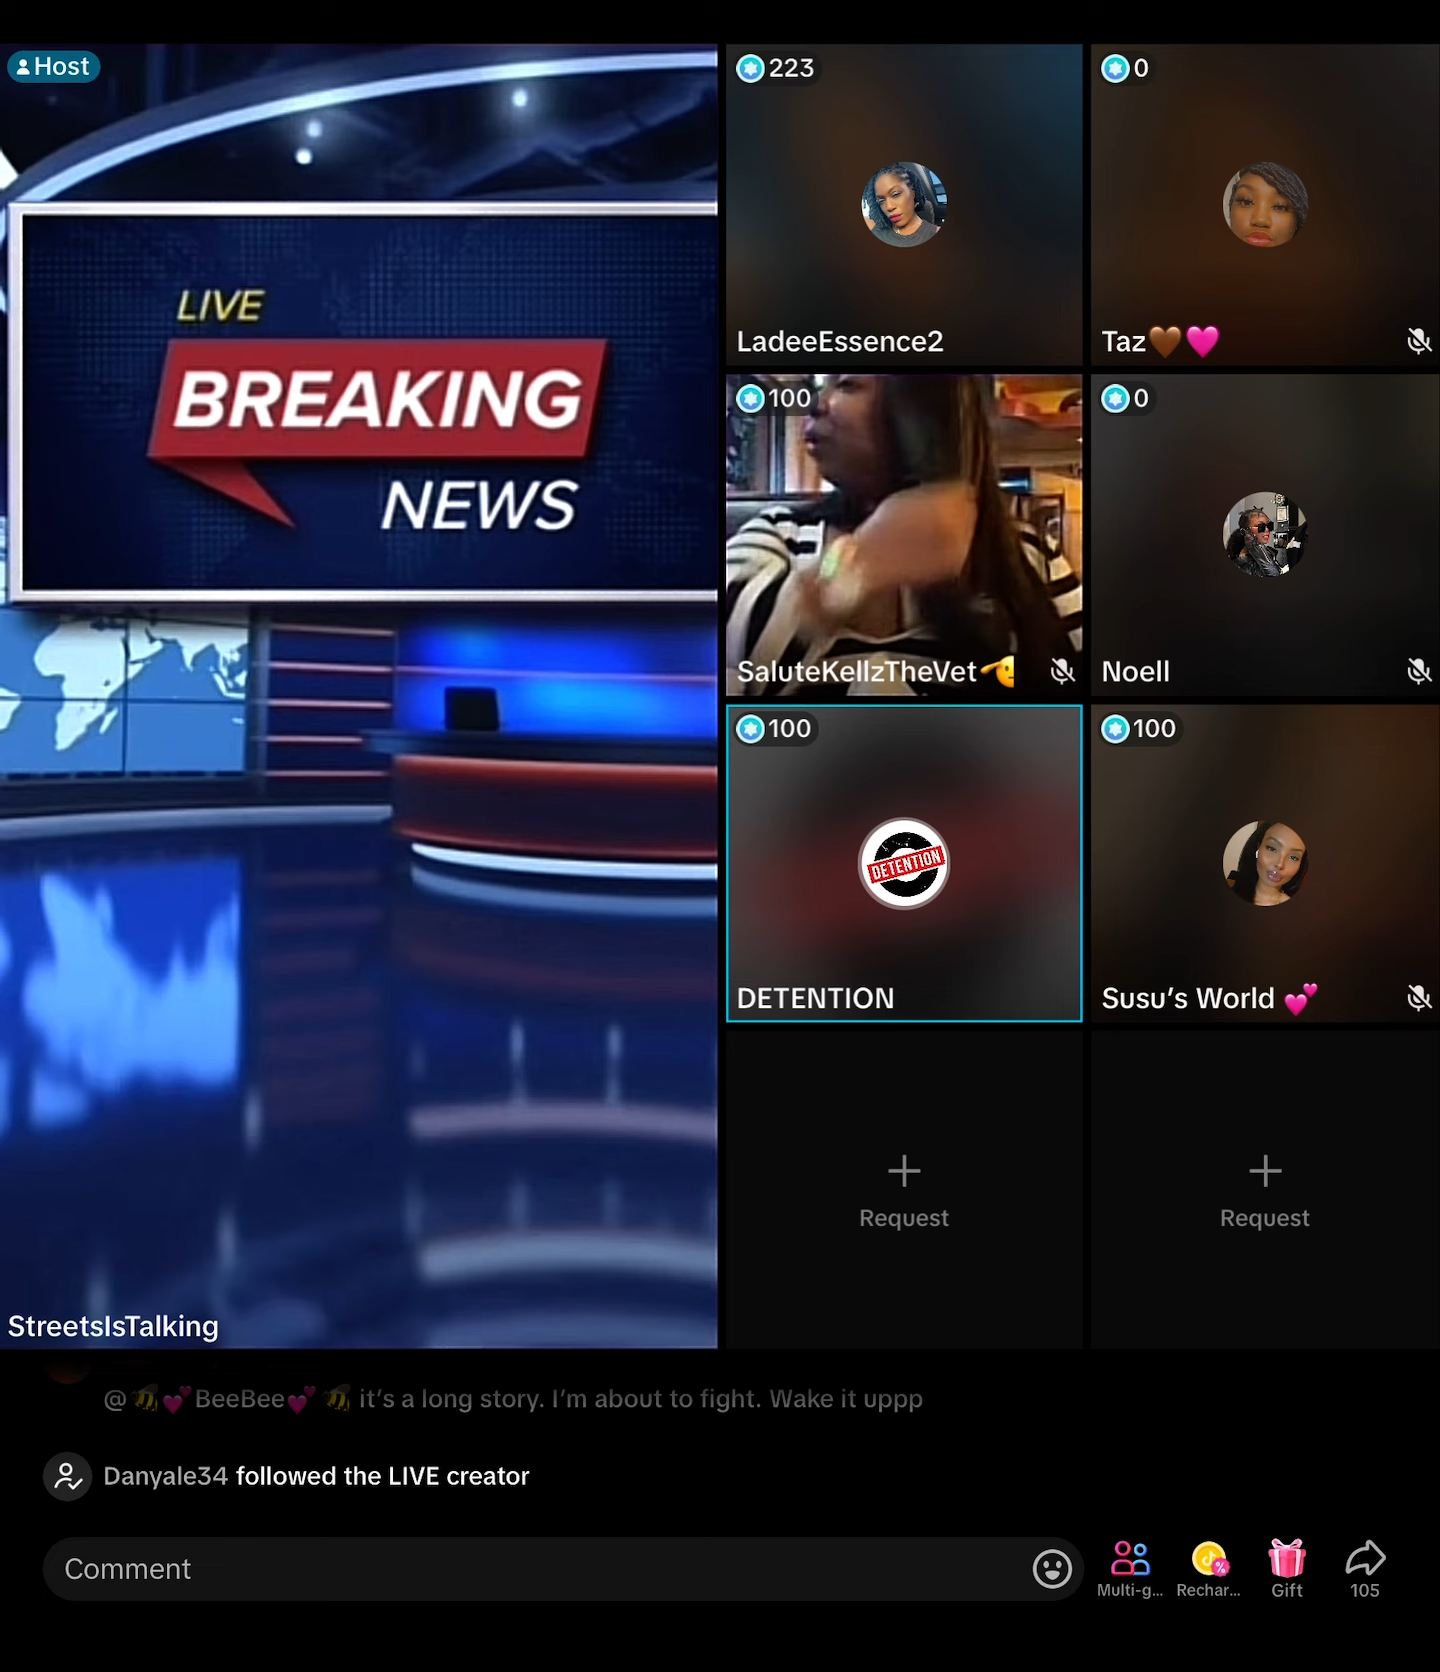 Host
LIVE
BREAKING
NEWS
StreetsIsTalking
223
LadeeEssence2
0
Taz🤎🩷
100
SaluteKellzTheVet
0
Noell
100
DETENTION
DETENTION
100
Susu’s World 💕
Request
Request
@🐝💕BeeBee💕🐝 it’s a long story. I’m about to fight. Wake it uppp
Danyale34 followed the LIVE creator
Comment
Multi-g...
Rechar...
Gift
105